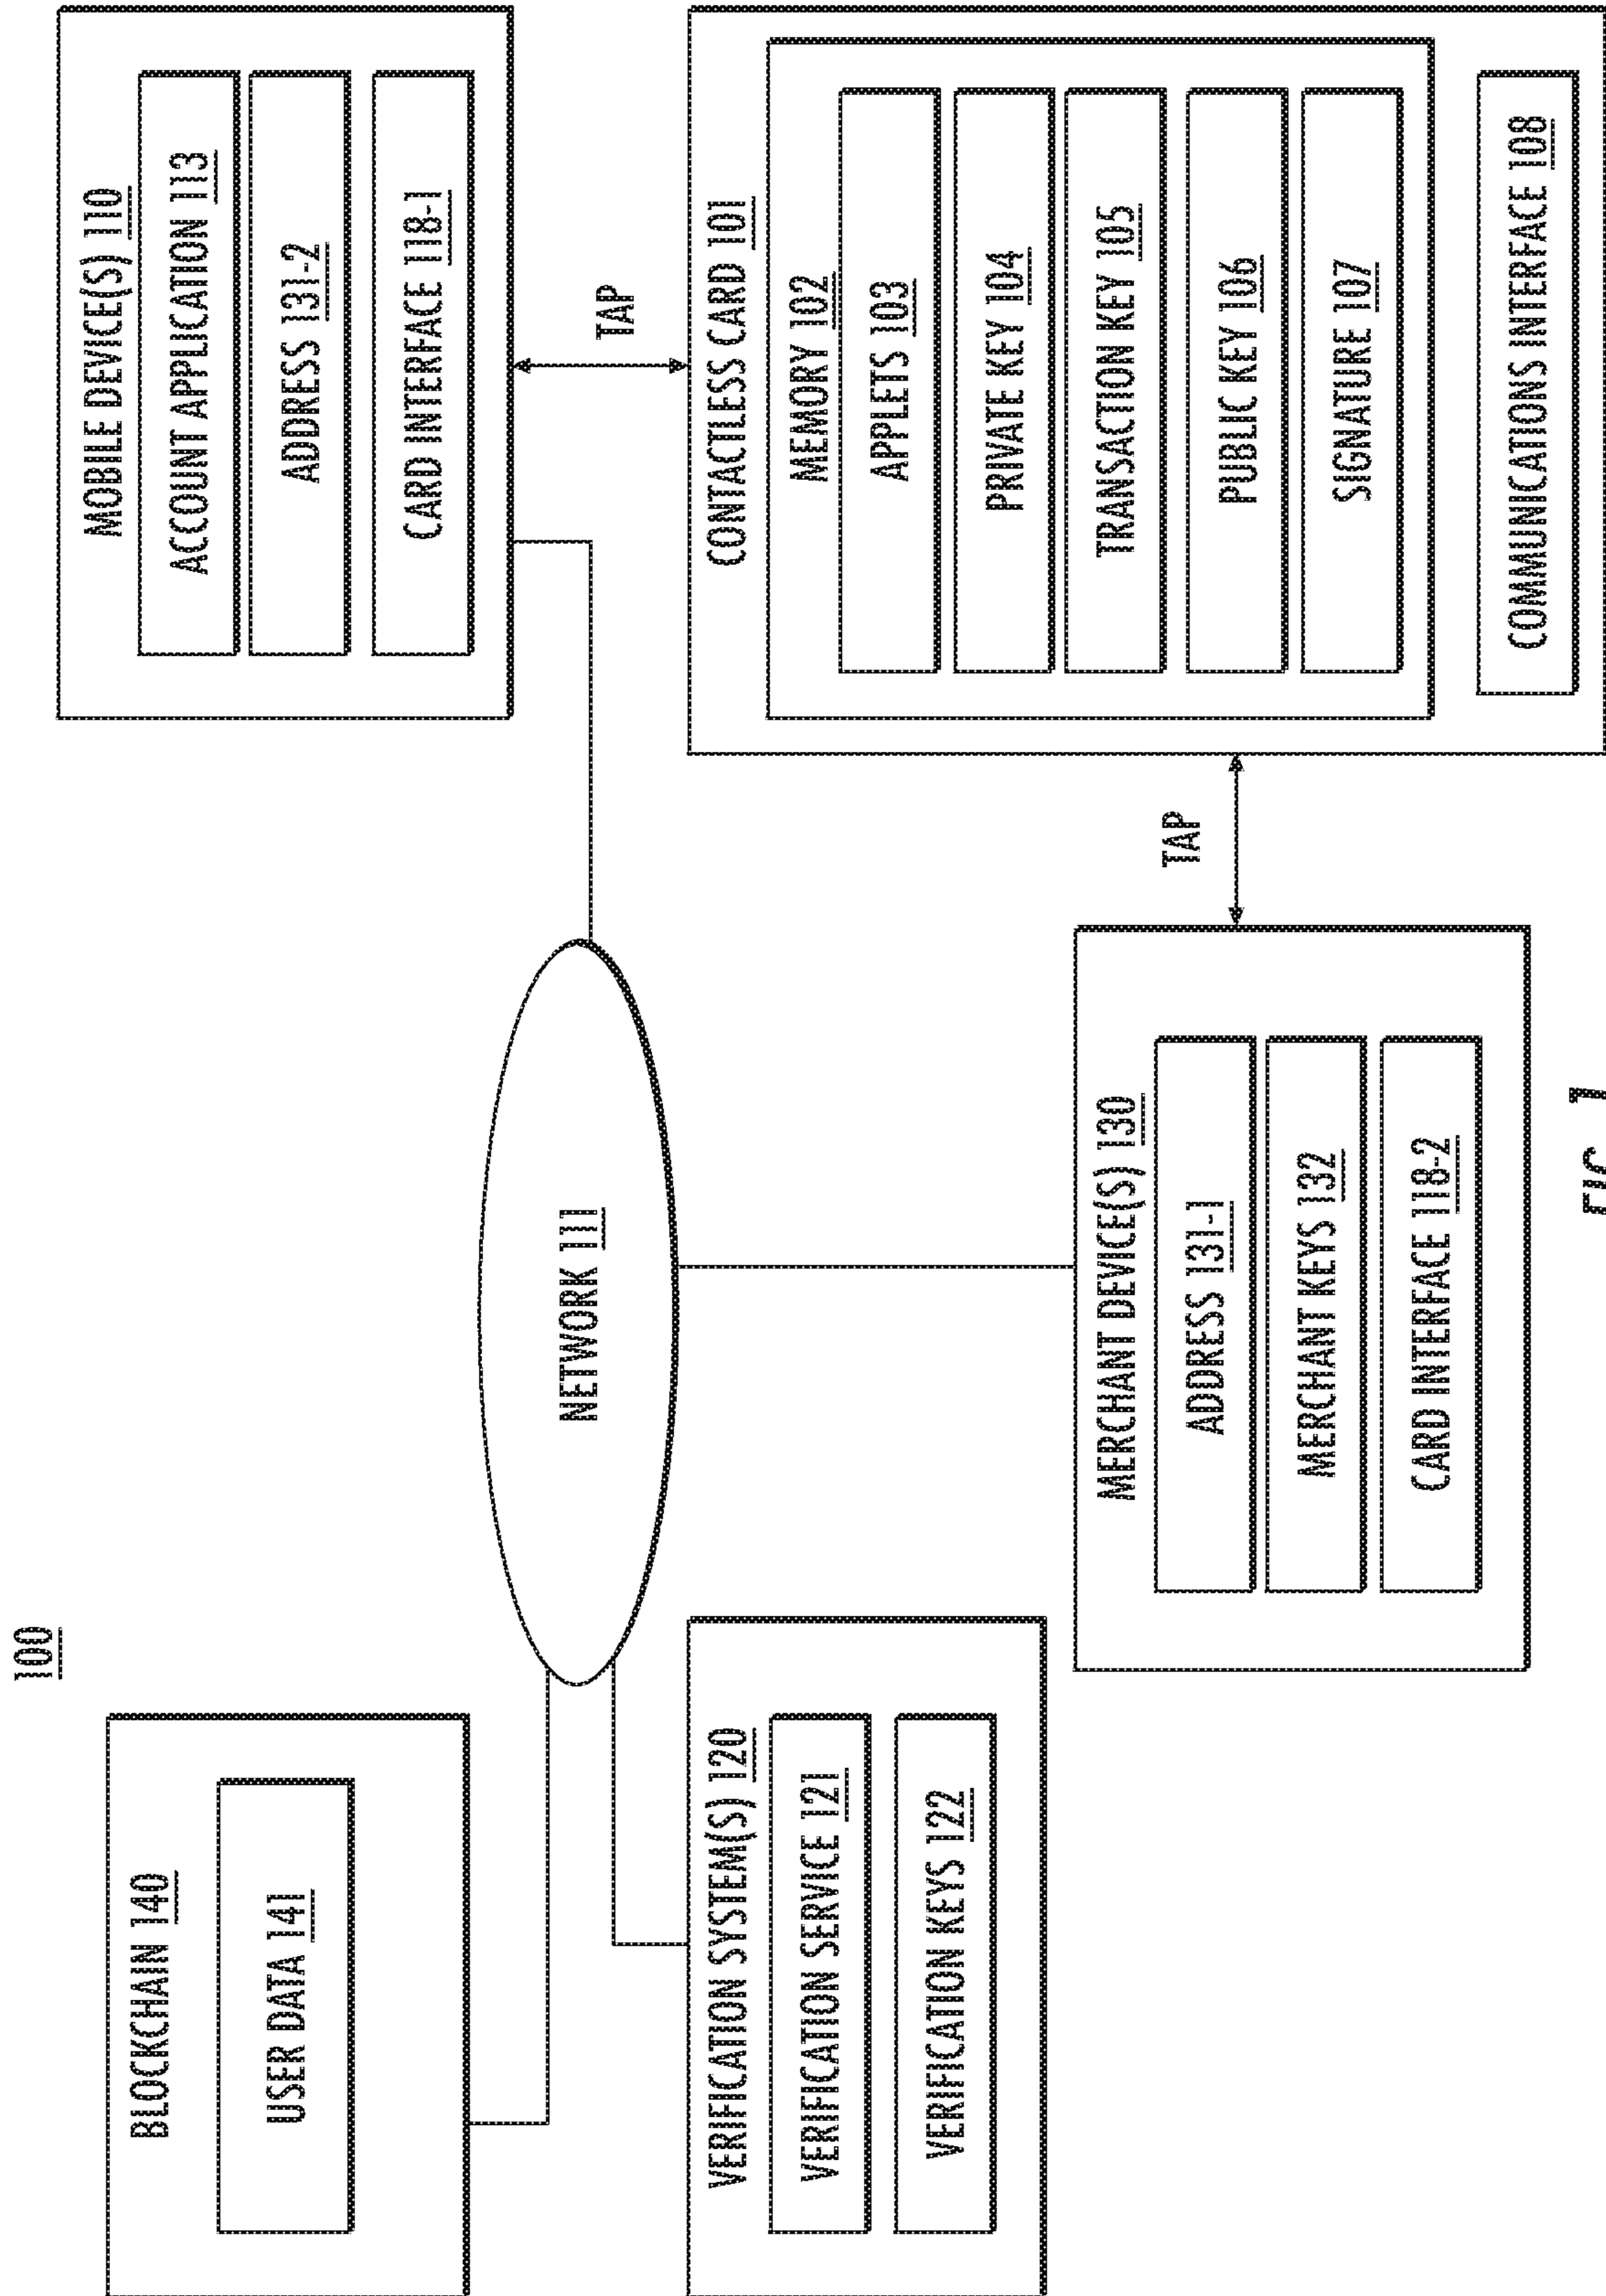 100
BLOCKCHAIN 140
USER DATA 141
VERIFICATION SYSTEM(S) 120
VERIFICATION SERVICE 121
VERIFICATION KEYS 122
NETWORK 111
MERCHANT DEVICE(S) 130
ADDRESS 131-1
MERCHANT KEYS 132
CARD INTERFACE 118-2
MOBILE DEVICE(S) 110
ACCOUNT APPLICATION 113
ADDRESS 131-2
CARD INTERFACE 118-1
TAP
TAP
CONTACTLESS CARD 101
MEMORY 102
APPLETS 103
PRIVATE KEY 104
TRANSACTION KEY 105
PUBLIC KEY 106
SIGNATURE 107
COMMUNICATIONS INTERFACE 108
FIG. 1